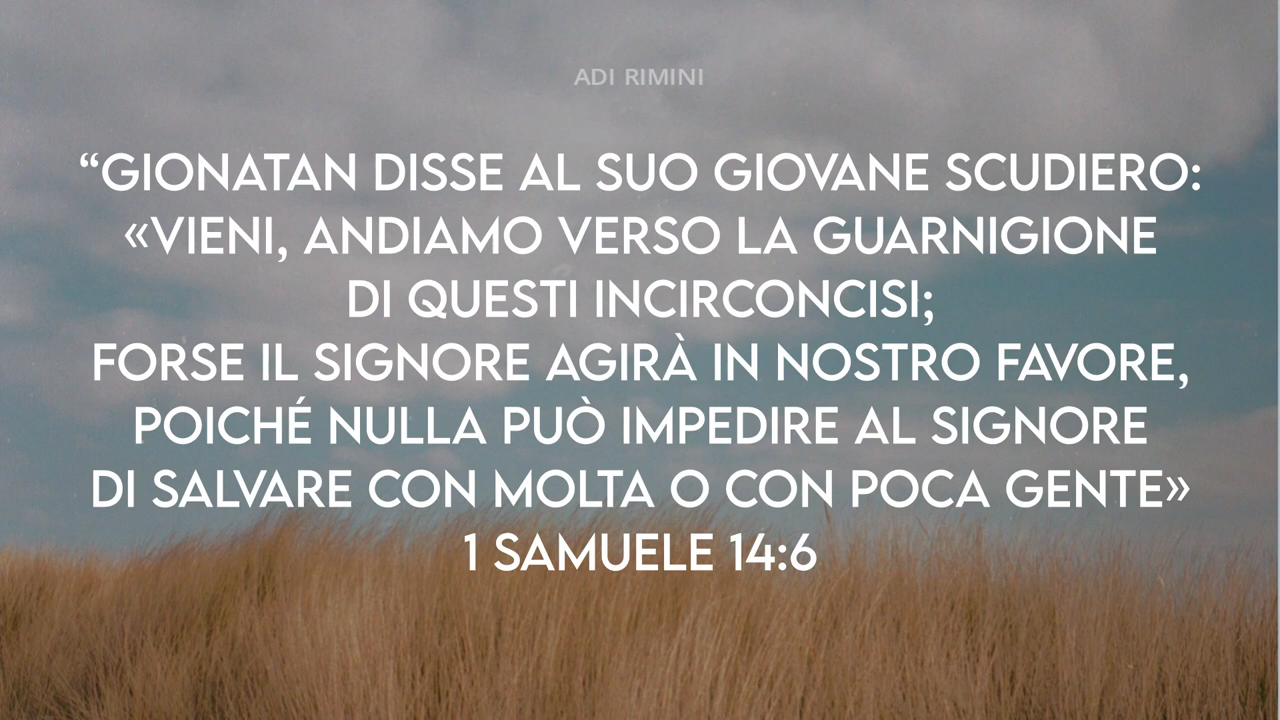 ADI RIMINI
“GIONATAN DISSE AL SUO GIOVANE SCUDIERO:
«VIENI, ANDIAMO VERSO LA GUARNIGIONE
DI QUESTI INCIRCONCISI;
FORSE IL SIGNORE AGIRÀ IN NOSTRO FAVORE,
POICHÉ NULLA PUÒ IMPEDIRE AL SIGNORE
DI SALVARE CON MOLTA O CON POCA GENTE»
1 SAMUELE 14:6